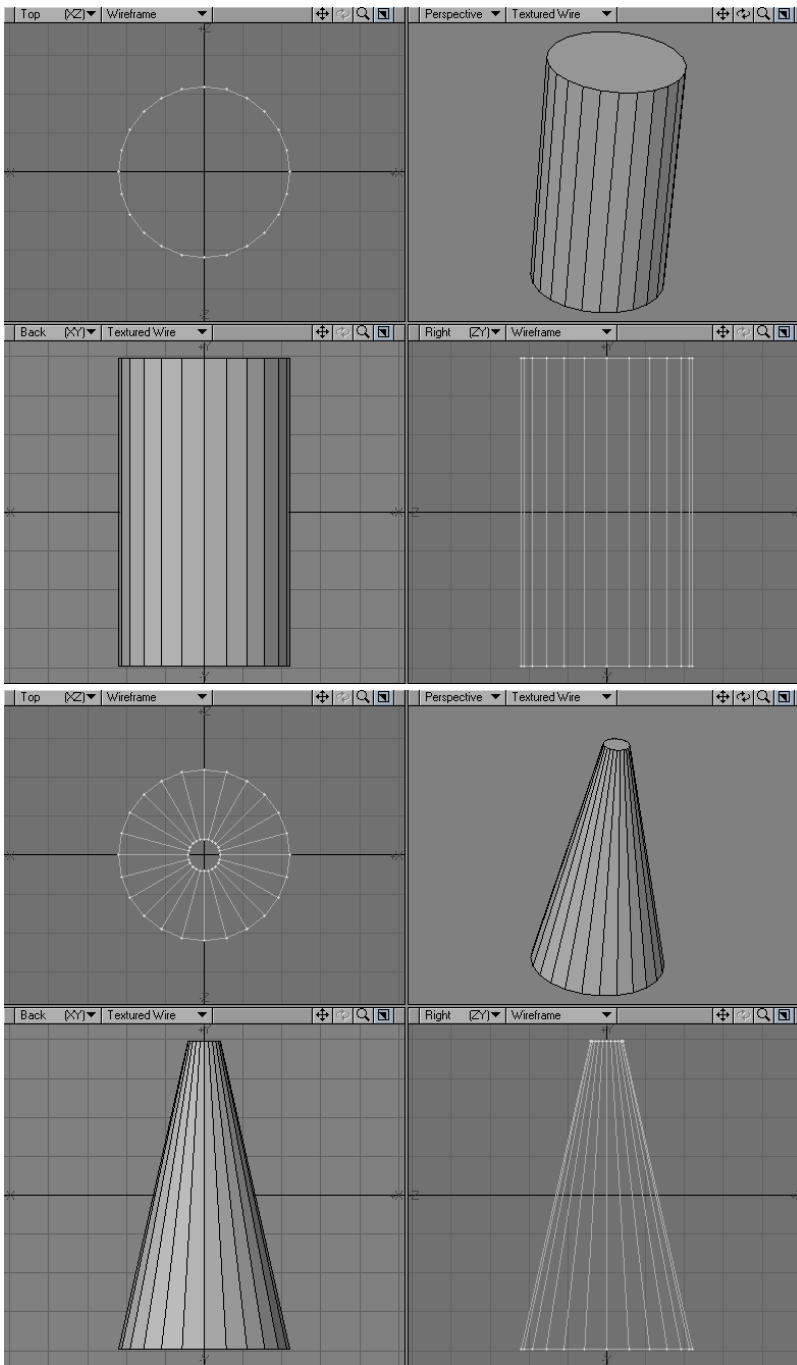 Top (XZ) Wireframe
Perspective Textured Wire
Back (XY) Textured Wire
Right (ZY) Wireframe
Top (XZ) Wireframe
Perspective Textured Wire
Back (XY) Textured Wire
Right (ZY) Wireframe